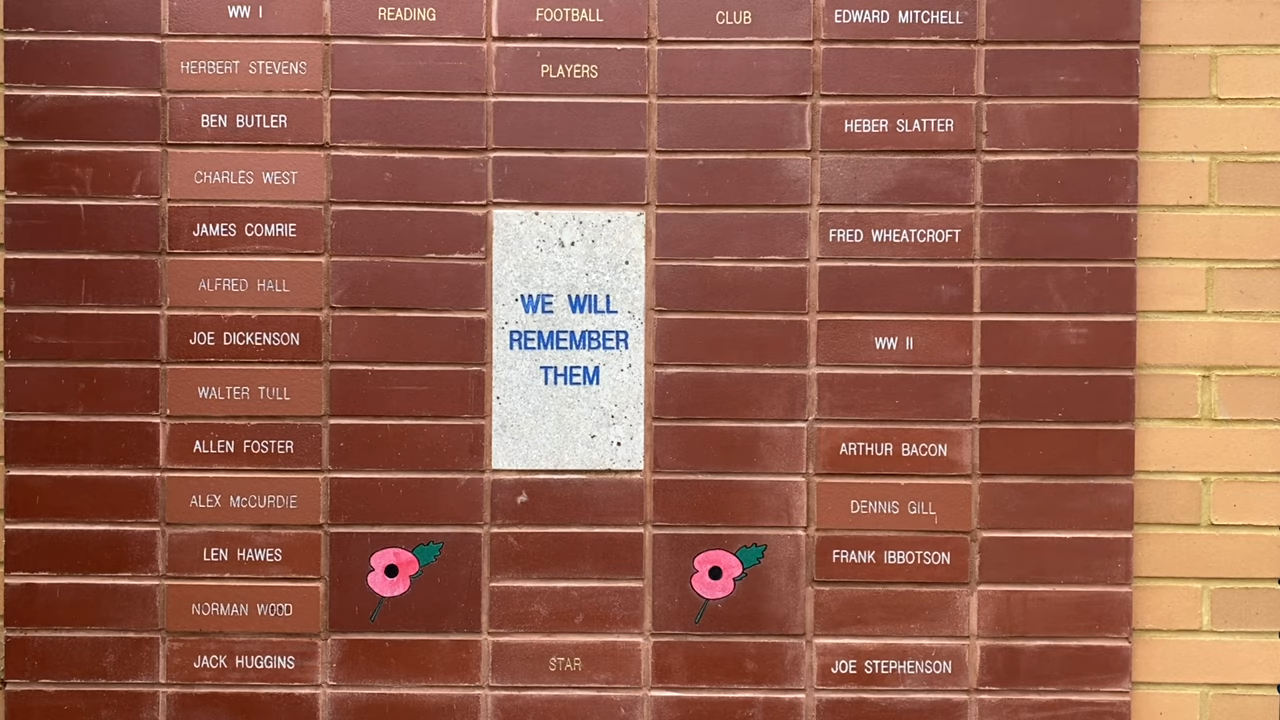 WW I READING FOOTBALL CLUB EDWARD MITCHELL
HERBERT STEVENS PLAYERS
BEN BUTLER HEBER SLATTER
CHARLES WEST
JAMES COMRIE FRED WHEATCROFT
ALFRED HALL
WE WILL
JOE DICKENSON REMEMBER WW II
THEM
WALTER TULL
ALLEN FOSTER ARTHUR BACON
ALEX McCURDIE DENNIS GILL
LEN HAWES FRANK IBBOTSON
NORMAN WOOD
JACK HUGGINS STAR JOE STEPHENSON